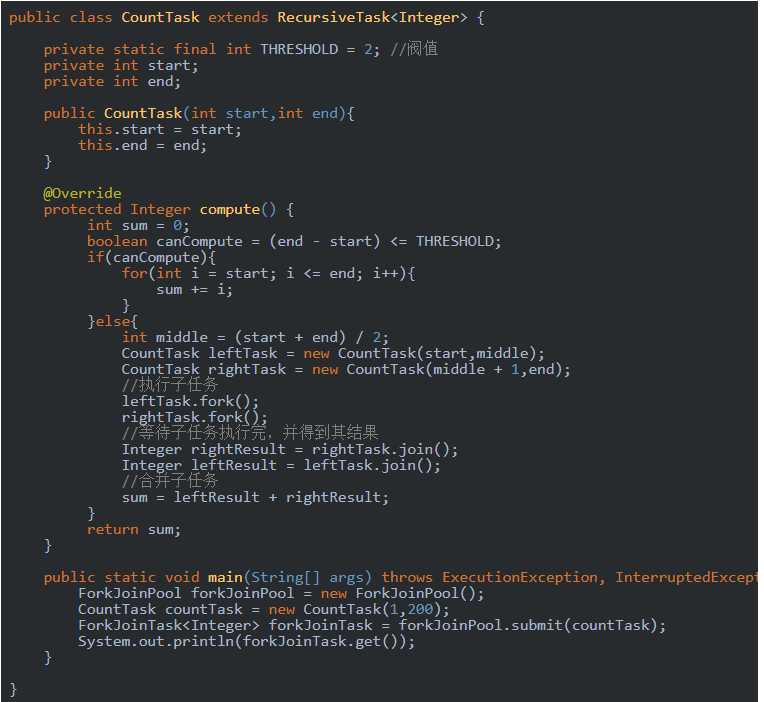 public class CountTask extends RecursiveTask<Integer> {
private static final int THRESHOLD = 2; //阀值
private int start;
private int end;
public CountTask(int start,int end){
this.start = start;
this.end = end;
}
@Override
protected Integer compute() {
int sum = 0;
boolean canCompute = (end - start) <= THRESHOLD;
if(canCompute){
for(int i = start; i <= end; i++){
sum += i;
}
}else{
int middle = (start + end) / 2;
CountTask leftTask = new CountTask(start,middle);
CountTask rightTask = new CountTask(middle + 1,end);
//执行子任务
leftTask.fork();
rightTask.fork();
//等待子任务执行完，并得到其结果
Integer rightResult = rightTask.join();
Integer leftResult = leftTask.join();
//合并子任务
sum = leftResult + rightResult;
}
return sum;
}
public static void main(String[] args) throws ExecutionException, InterruptedExcept
ForkJoinPool forkJoinPool = new ForkJoinPool();
CountTask countTask = new CountTask(1,200);
ForkJoinTask<Integer> forkJoinTask = forkJoinPool.submit(countTask);
System.out.println(forkJoinTask.get());
}
}